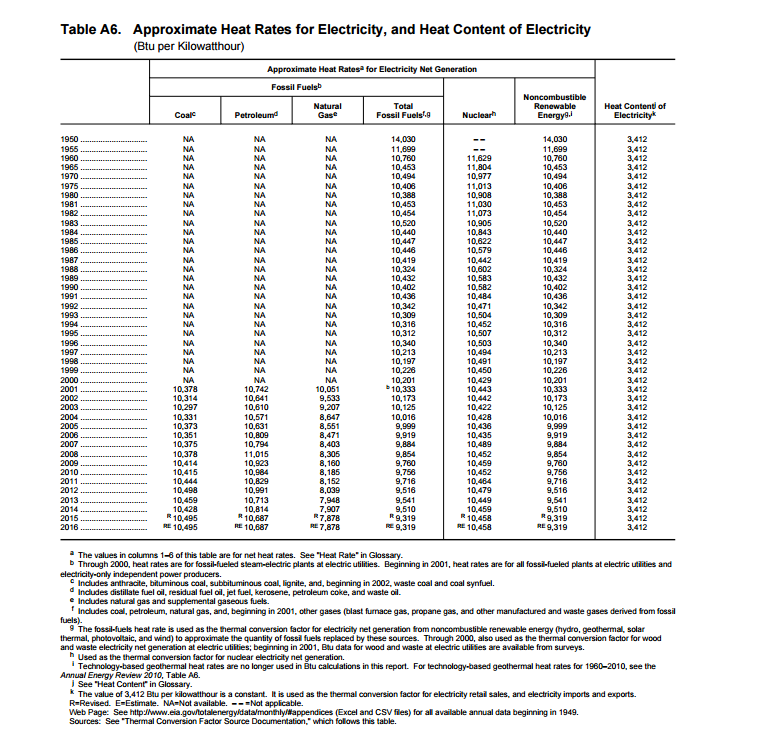 Table A6. Approximate Heat Rates for Electricity, and Heat Content of Electricity
(Btu per Kilowatthour)
Approximate Heat Ratesᵃ for Electricity Net Generation
Fossil Fuelsᵇ
Coalᶜ Petroleumᵈ Natural Gasᵉ Total Fossil Fuelsᶠ,ᵍ Nuclearʰ Noncombustible Renewable Energyᵍ,ⁱ Heat Contentʲ of Electricityᵏ
1950 NA NA NA 14,030 – – 14,030 3,412
1955 NA NA NA 11,699 – – 11,699 3,412
1960 NA NA NA 10,760 11,629 10,760 3,412
1965 NA NA NA 10,453 11,804 10,453 3,412
1970 NA NA NA 10,494 10,977 10,494 3,412
1975 NA NA NA 10,406 11,013 10,406 3,412
1980 NA NA NA 10,388 10,908 10,388 3,412
1981 NA NA NA 10,453 11,030 10,453 3,412
1982 NA NA NA 10,454 11,073 10,454 3,412
1983 NA NA NA 10,520 10,905 10,520 3,412
1984 NA NA NA 10,440 10,843 10,440 3,412
1985 NA NA NA 10,447 10,622 10,447 3,412
1986 NA NA NA 10,446 10,579 10,446 3,412
1987 NA NA NA 10,419 10,442 10,419 3,412
1988 NA NA NA 10,324 10,602 10,324 3,412
1989 NA NA NA 10,432 10,583 10,432 3,412
1990 NA NA NA 10,402 10,582 10,402 3,412
1991 NA NA NA 10,436 10,484 10,436 3,412
1992 NA NA NA 10,342 10,471 10,342 3,412
1993 NA NA NA 10,309 10,504 10,309 3,412
1994 NA NA NA 10,316 10,452 10,316 3,412
1995 NA NA NA 10,312 10,507 10,312 3,412
1996 NA NA NA 10,340 10,503 10,340 3,412
1997 NA NA NA 10,213 10,494 10,213 3,412
1998 NA NA NA 10,197 10,491 10,197 3,412
1999 NA NA NA 10,226 10,450 10,226 3,412
2000 NA NA NA 10,201 10,429 10,201 3,412
2001 10,378 10,742 10,051 ᵇ 10,333 10,443 10,333 3,412
2002 10,314 10,641 9,533 10,173 10,442 10,173 3,412
2003 10,297 10,610 9,207 10,125 10,422 10,125 3,412
2004 10,331 10,571 8,647 10,016 10,428 10,016 3,412
2005 10,373 10,631 8,551 9,999 10,436 9,999 3,412
2006 10,351 10,809 8,471 9,919 10,435 9,919 3,412
2007 10,375 10,794 8,403 9,884 10,489 9,884 3,412
2008 10,378 11,015 8,305 9,854 10,452 9,854 3,412
2009 10,414 10,923 8,160 9,760 10,459 9,760 3,412
2010 10,415 10,984 8,185 9,756 10,452 9,756 3,412
2011 10,444 10,829 8,152 9,716 10,464 9,716 3,412
2012 10,498 10,991 8,039 9,516 10,479 9,516 3,412
2013 10,459 10,713 7,948 9,541 10,449 9,541 3,412
2014 10,428 10,814 7,907 9,510 10,459 9,510 3,412
2015 R 10,495 R 10,687 R 7,878 R 9,319 R 10,458 R 9,319 3,412
2016 RE 10,495 RE 10,687 RE 7,878 RE 9,319 RE 10,458 RE 9,319 3,412
a The values in columns 1–6 of this table are for net heat rates. See "Heat Rate" in Glossary.
b Through 2000, heat rates are for fossil-fueled steam-electric plants at electric utilities. Beginning in 2001, heat rates are for all fossil-fueled plants at electric utilities and
electricity-only independent power producers.
c Includes anthracite, bituminous coal, subbituminous coal, lignite, and, beginning in 2002, waste coal and coal synfuel.
d Includes distillate fuel oil, residual fuel oil, jet fuel, kerosene, petroleum coke, and waste oil.
e Includes natural gas and supplemental gaseous fuels.
f Includes coal, petroleum, natural gas, and, beginning in 2001, other gases (blast furnace gas, propane gas, and other manufactured and waste gases derived from fossil
fuels).
g The fossil-fuels heat rate is used as the thermal conversion factor for electricity net generation from noncombustible renewable energy (hydro, geothermal, solar
thermal, photovoltaic, and wind) to approximate the quantity of fossil fuels replaced by these sources. Through 2000, also used as the thermal conversion factor for wood
and waste electricity net generation at electric utilities; beginning in 2001, Btu data for wood and waste at electric utilities are available from surveys.
h Used as the thermal conversion factor for nuclear electricity net generation.
i Technology-based geothermal heat rates are no longer used in Btu calculations in this report. For technology-based geothermal heat rates for 1960–2010, see the
Annual Energy Review 2010, Table A6.
j See "Heat Content" in Glossary.
k The value of 3,412 Btu per kilowatthour is a constant. It is used as the thermal conversion factor for electricity retail sales, and electricity imports and exports.
R=Revised. E=Estimate. NA=Not available. – – =Not applicable.
Web Page: See http://www.eia.gov/totalenergy/data/monthly/#appendices (Excel and CSV files) for all available annual data beginning in 1949.
Sources: See "Thermal Conversion Factor Source Documentation," which follows this table.